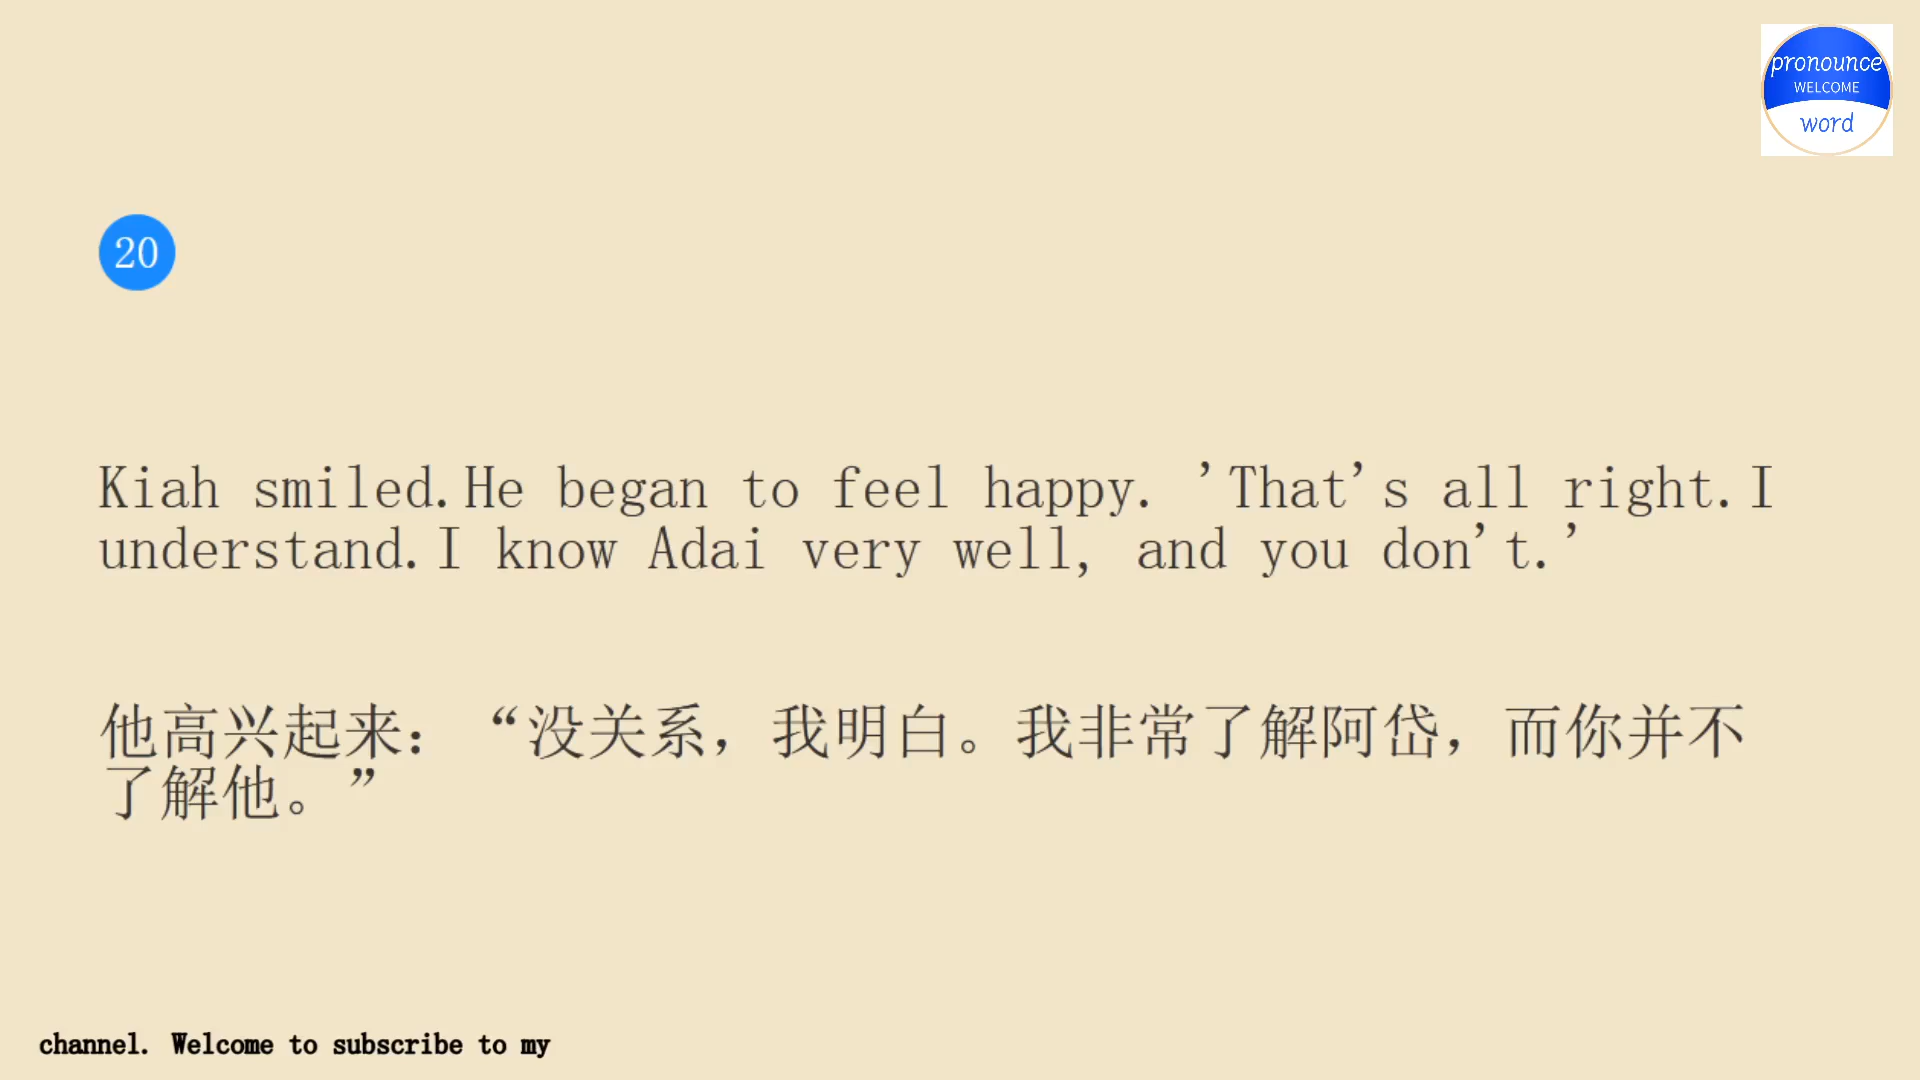 pronounce
WELCOME
word
20
Kiah smiled.He began to feel happy. 'That's all right.I
understand.I know Adai very well, and you don't.'
他高兴起来：“没关系，我明白。我非常了解阿岱，而你并不
了解他。”
channel. Welcome to subscribe to my